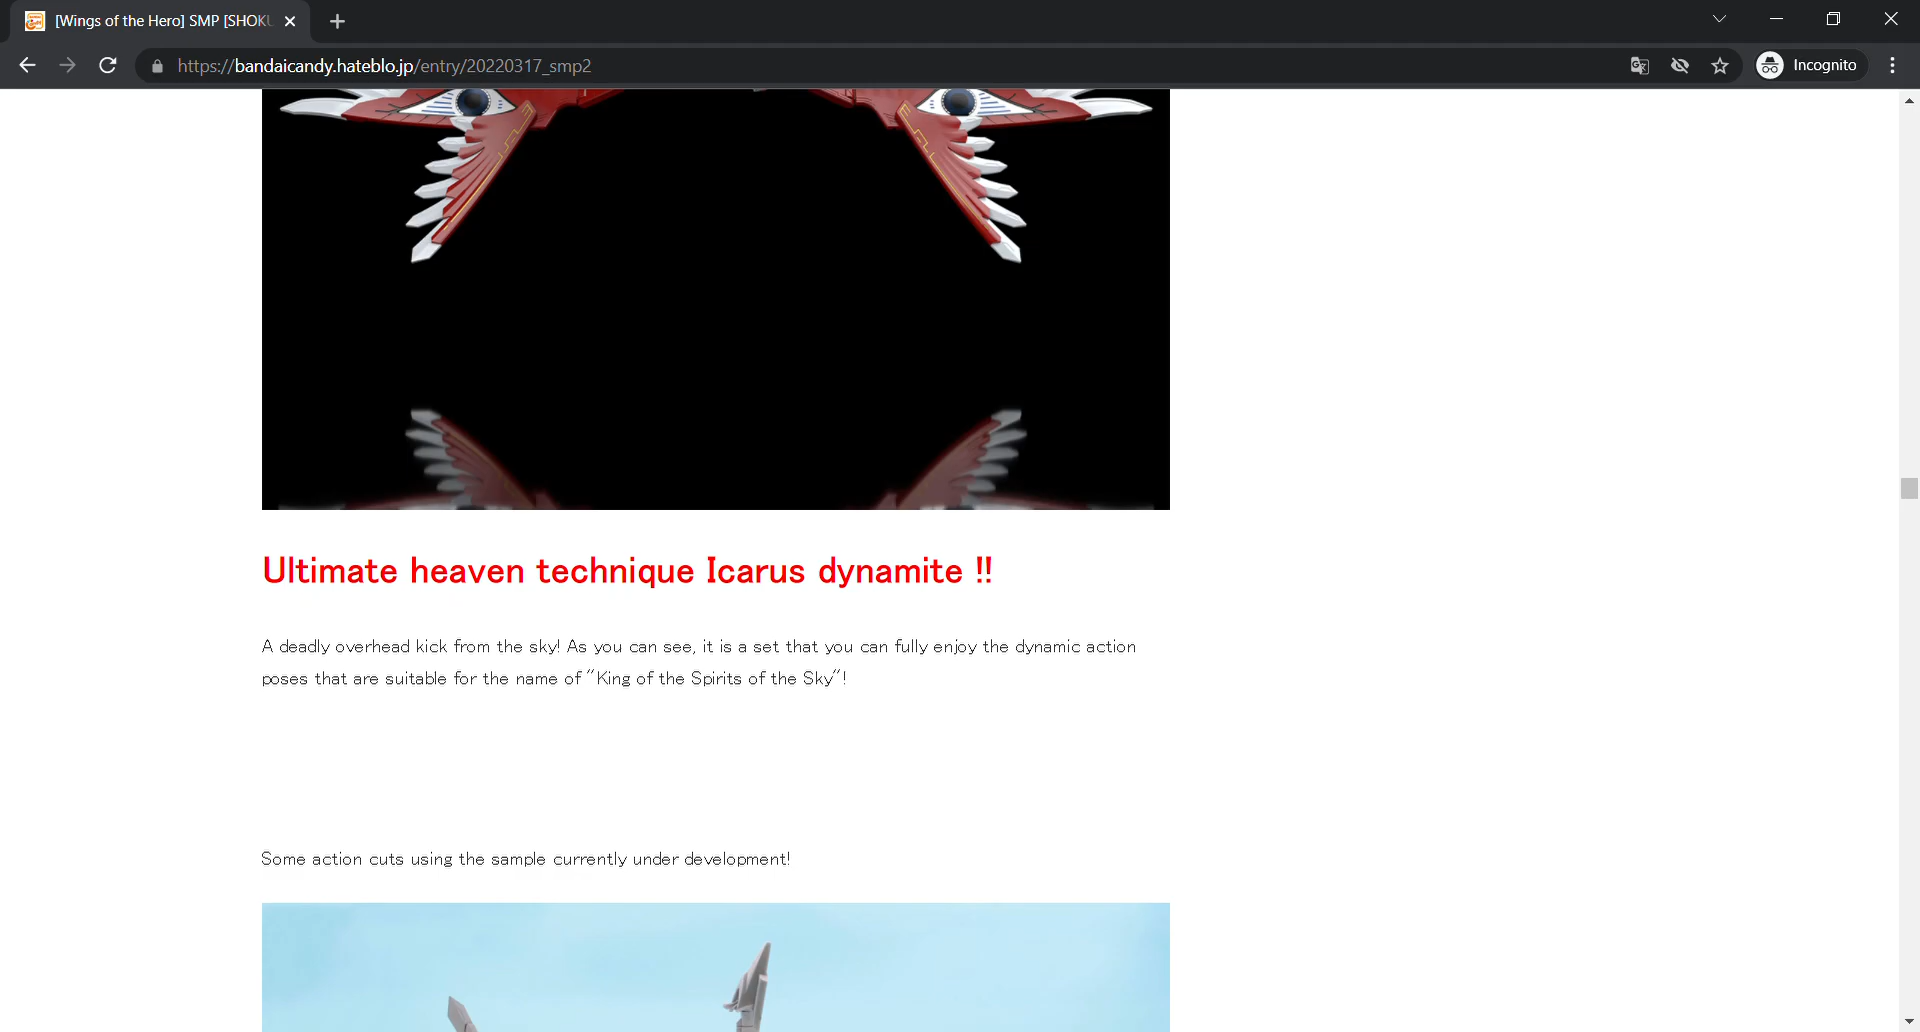 [Wings of the Hero] SMP [SHOKU
https://bandaicandy.hateblo.jp/entry/20220317_smp2
Incognito
Ultimate heaven technique Icarus dynamite !!
A deadly overhead kick from the sky! As you can see, it is a set that you can fully enjoy the dynamic action
poses that are suitable for the name of "King of the Spirits of the Sky"!
Some action cuts using the sample currently under development!